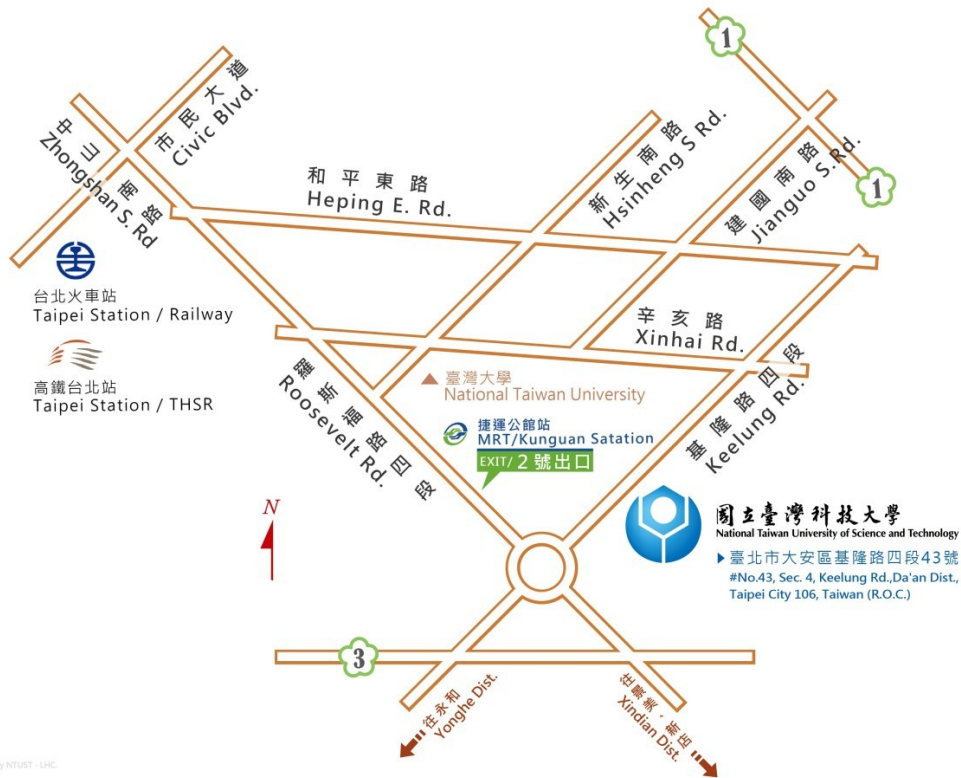 1
市民大道
Civic Blvd.
中山南路
Zhongshan S. Rd
和平東路
Heping E. Rd.
新生南路
Hsinheng S Rd.
建國南路
Jianguo S.Rd.
1
台北火車站
Taipei Station / Railway
高鐵台北站
Taipei Station / THSR
辛亥路
Xinhai Rd.
羅斯福路四段
Roosevelt Rd.
臺灣大學
National Taiwan University
捷運公館站
MRT/Kunguan Satation
EXIT/ 2 號出口
基隆路四段
Keelung Rd.
N
國立臺灣科技大學
National Taiwan University of Science and Technology
臺北市大安區基隆路四段43號
#No.43, Sec. 4, Keelung Rd.,Da'an Dist.,
Taipei City 106, Taiwan (R.O.C.)
3
往永和
Yonghe Dist.
往景美·新店
Xindian Dist.
y NTUST - LHC.